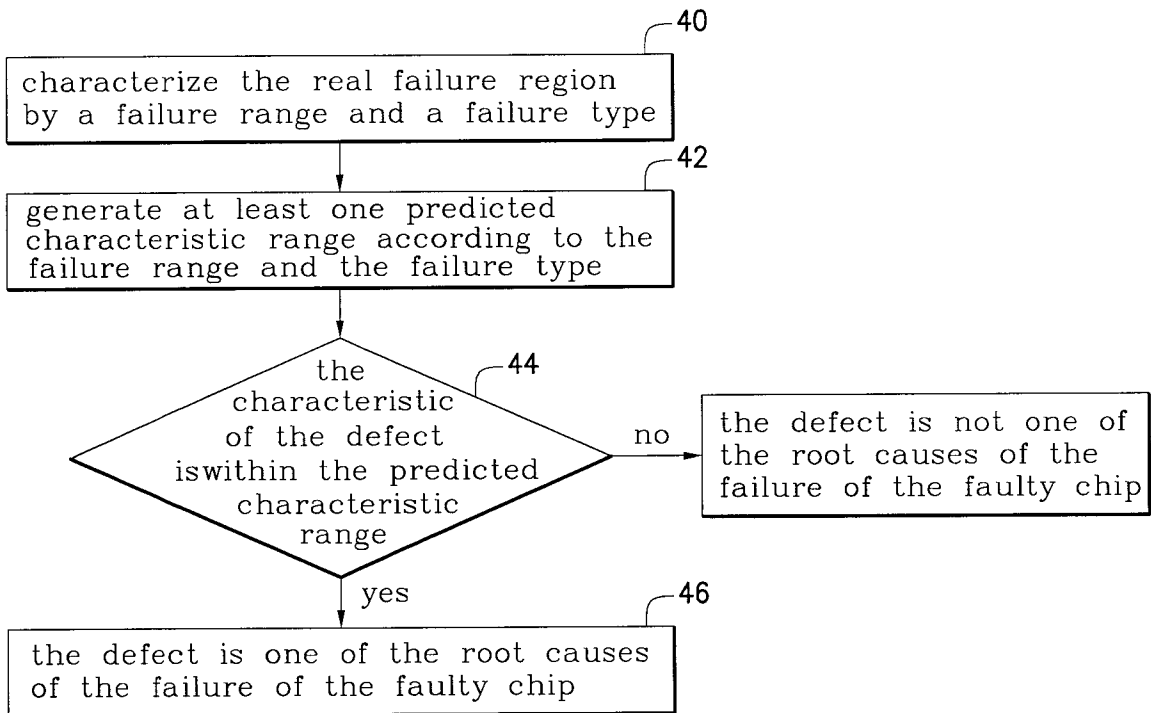 40
characterize the real failure region
by a failure range and a failure type
42
generate at least one predicted
characteristic range according to the
failure range and the failure type
44
the
characteristic
of the defect
iswithin the predicted
characteristic
range
no
the defect is not one of
the root causes of the
failure of the faulty chip
yes
46
the defect is one of the root causes
of the failure of the faulty chip